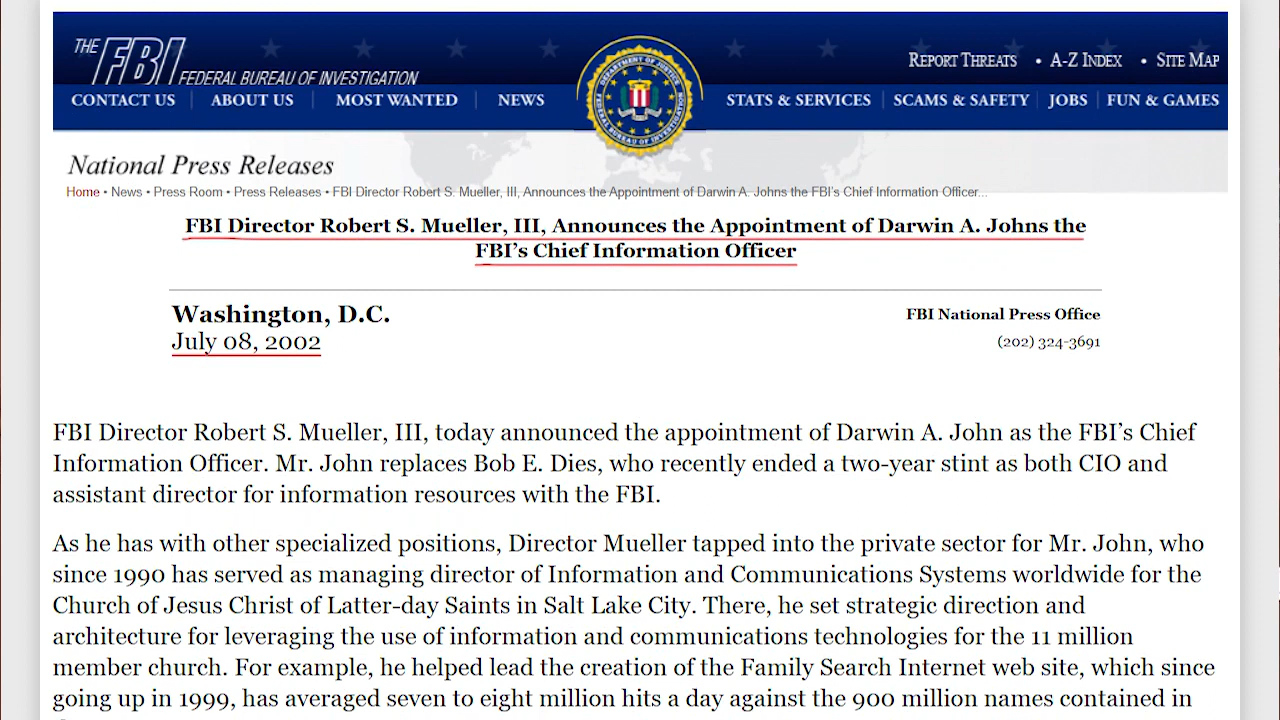 THE FBI FEDERAL BUREAU OF INVESTIGATION
REPORT THREATS • A-Z INDEX • SITE MAP
CONTACT US | ABOUT US | MOST WANTED | NEWS
STATS & SERVICES | SCAMS & SAFETY | JOBS | FUN & GAMES
DEPARTMENT OF JUSTICE
FEDERAL BUREAU OF INVESTIGATION
National Press Releases
Home • News • Press Room • Press Releases • FBI Director Robert S. Mueller, III, Announces the Appointment of Darwin A. Johns the FBI's Chief Information Officer...
FBI Director Robert S. Mueller, III, Announces the Appointment of Darwin A. Johns the
FBI's Chief Information Officer
Washington, D.C.
July 08, 2002
FBI National Press Office
(202) 324-3691
FBI Director Robert S. Mueller, III, today announced the appointment of Darwin A. John as the FBI's Chief
Information Officer. Mr. John replaces Bob E. Dies, who recently ended a two-year stint as both CIO and
assistant director for information resources with the FBI.
As he has with other specialized positions, Director Mueller tapped into the private sector for Mr. John, who
since 1990 has served as managing director of Information and Communications Systems worldwide for the
Church of Jesus Christ of Latter-day Saints in Salt Lake City. There, he set strategic direction and
architecture for leveraging the use of information and communications technologies for the 11 million
member church. For example, he helped lead the creation of the Family Search Internet web site, which since
going up in 1999, has averaged seven to eight million hits a day against the 900 million names contained in